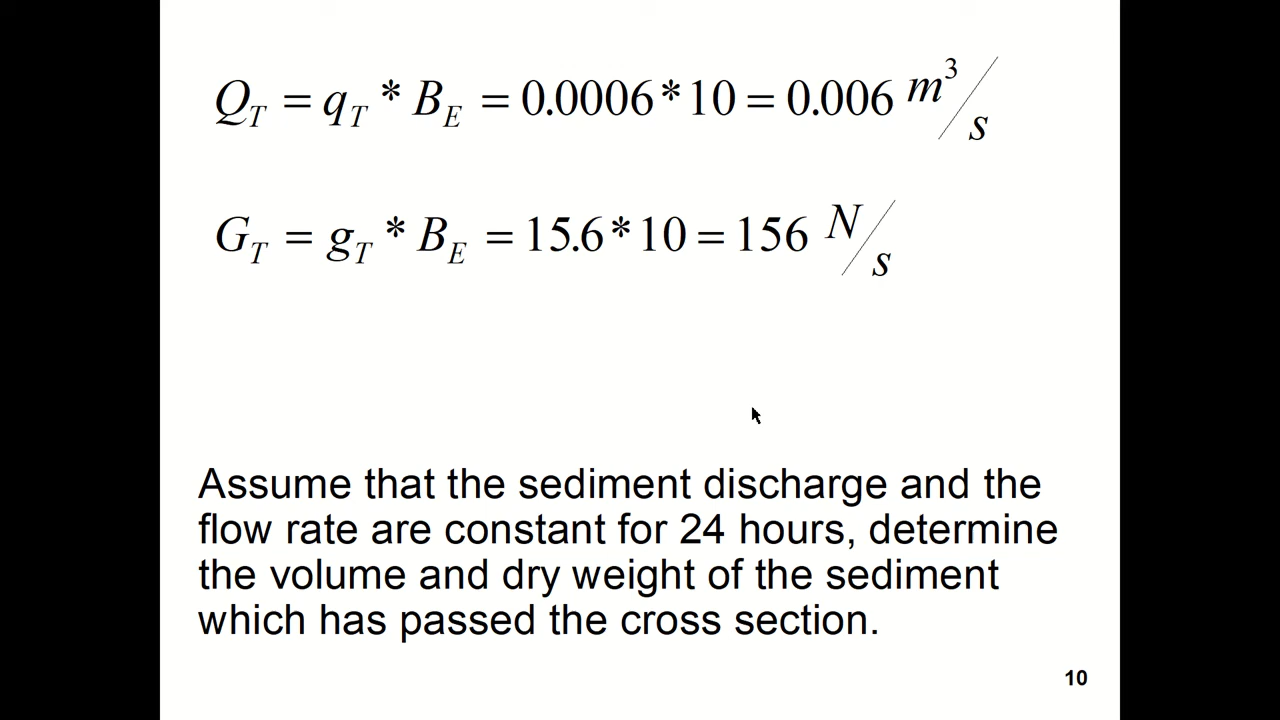 Q_T = q_T * B_E = 0.0006 * 10 = 0.006 m³/s
G_T = g_T * B_E = 15.6 * 10 = 156 N/s
Assume that the sediment discharge and the
flow rate are constant for 24 hours, determine
the volume and dry weight of the sediment
which has passed the cross section.
10